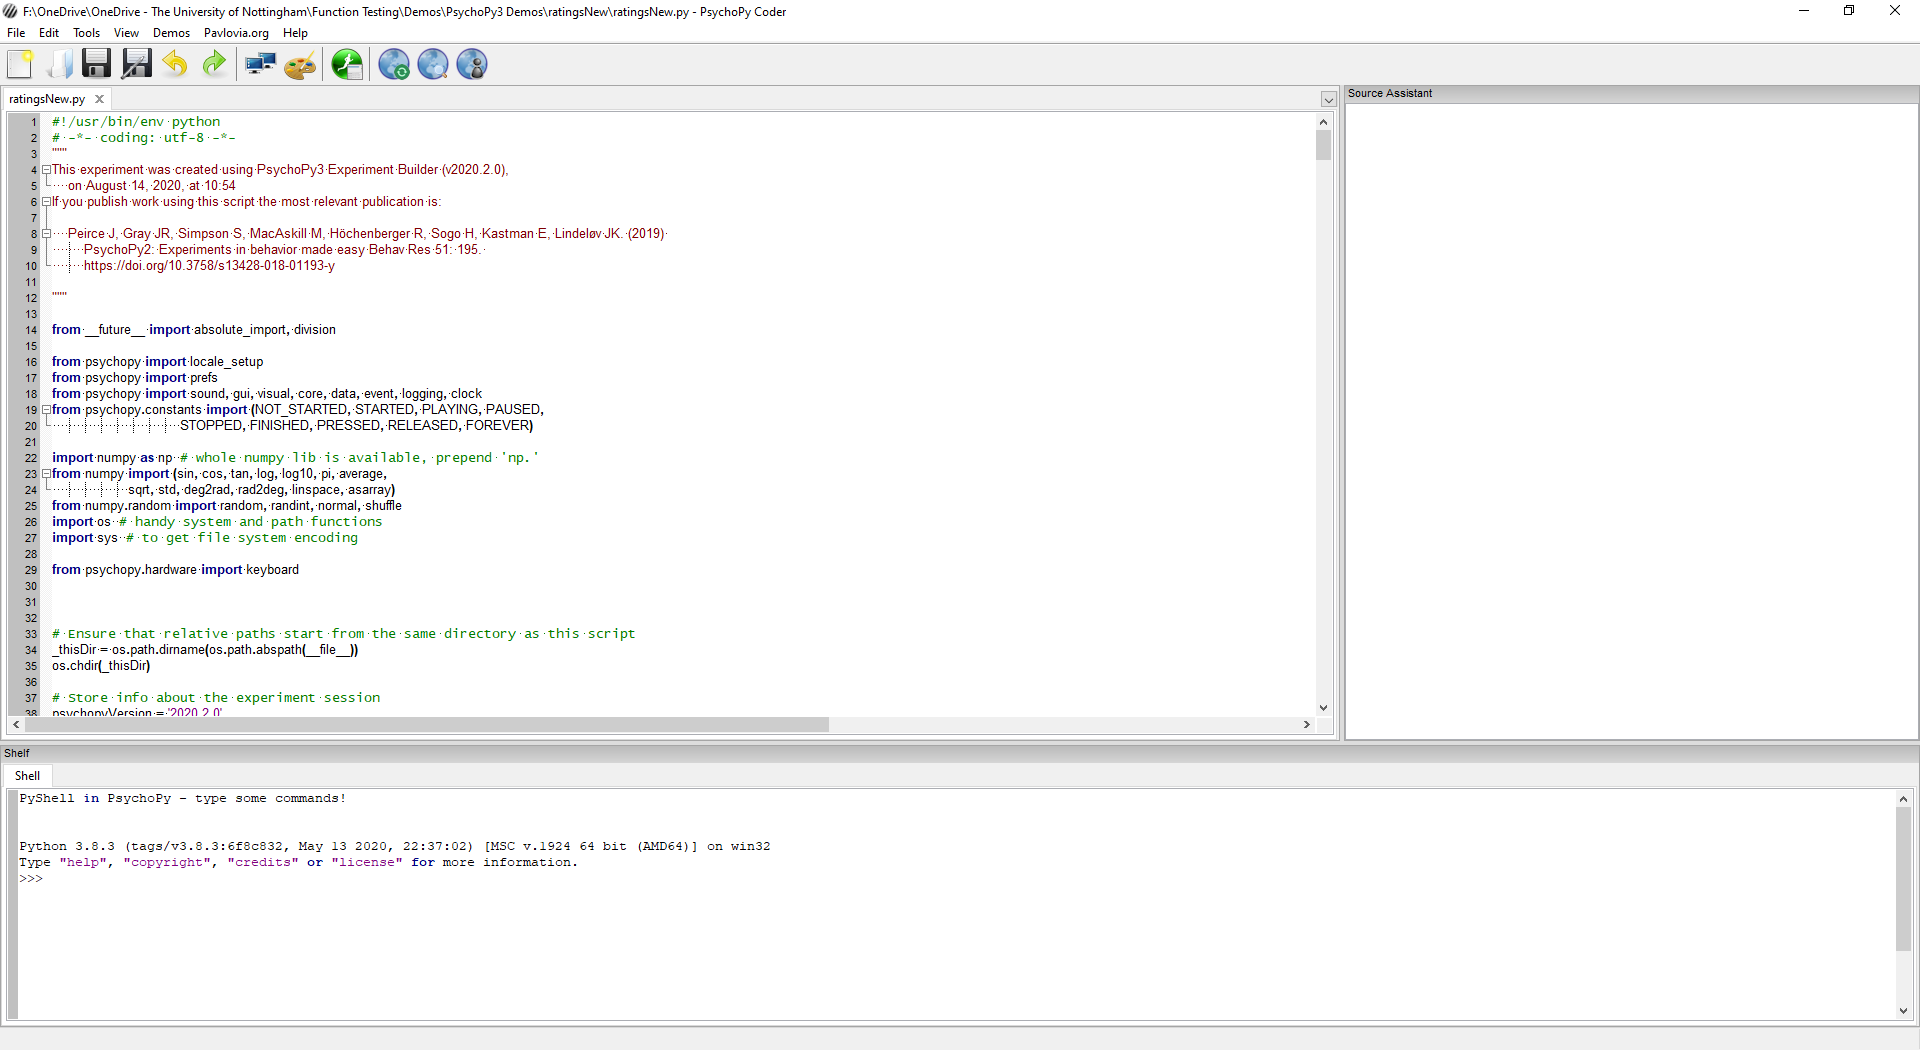 F:\OneDrive\OneDrive - The University of Nottingham\Function Testing\Demos\PsychoPy3 Demos\ratingsNew\ratingsNew.py - PsychoPy Coder
File Edit Tools View Demos Pavlovia.org Help
ratingsNew.py
Source Assistant
1 #!/usr/bin/env python
2 # -*- coding: utf-8 -*-
3 """
4 This experiment was created using PsychoPy3 Experiment Builder (v2020.2.0),
5 on August 14, 2020, at 10:54
6 If you publish work using this script the most relevant publication is:
7
8 Peirce J, Gray JR, Simpson S, MacAskill M, Höchenberger R, Sogo H, Kastman E, Lindeløv JK. (2019)
9 PsychoPy2: Experiments in behavior made easy Behav Res 51: 195.
10 https://doi.org/10.3758/s13428-018-01193-y
11
12 """
13
14 from __future__ import absolute_import, division
15
16 from psychopy import locale_setup
17 from psychopy import prefs
18 from psychopy import sound, gui, visual, core, data, event, logging, clock
19 from psychopy.constants import (NOT_STARTED, STARTED, PLAYING, PAUSED,
20 STOPPED, FINISHED, PRESSED, RELEASED, FOREVER)
21
22 import numpy as np # whole numpy lib is available, prepend 'np.'
23 from numpy import (sin, cos, tan, log, log10, pi, average,
24 sqrt, std, deg2rad, rad2deg, linspace, asarray)
25 from numpy.random import random, randint, normal, shuffle
26 import os # handy system and path functions
27 import sys # to get file system encoding
28
29 from psychopy.hardware import keyboard
30
31
32
33 # Ensure that relative paths start from the same directory as this script
34 _thisDir = os.path.dirname(os.path.abspath(__file__))
35 os.chdir(_thisDir)
36
37 # Store info about the experiment session
38 psychopyVersion = '2020.2.0'
Shelf
Shell
PyShell in PsychoPy - type some commands!
Python 3.8.3 (tags/v3.8.3:6f8c832, May 13 2020, 22:37:02) [MSC v.1924 64 bit (AMD64)] on win32
Type "help", "copyright", "credits" or "license" for more information.
>>>